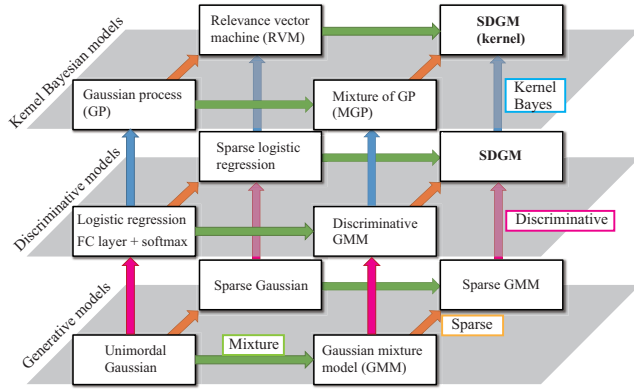 Relevance vector
machine (RVM)
SDGM
(kernel)
Kernel Bayesian models
Gaussian process
(GP)
Mixture of GP
(MGP)
Kernel
Bayes
Sparse logistic
regression
SDGM
Discriminative models
Logistic regression
FC layer + softmax
Discriminative
GMM
Discriminative
Sparse Gaussian
Sparse GMM
Generative models
Mixture
Sparse
Unimordal
Gaussian
Gaussian mixture
model (GMM)